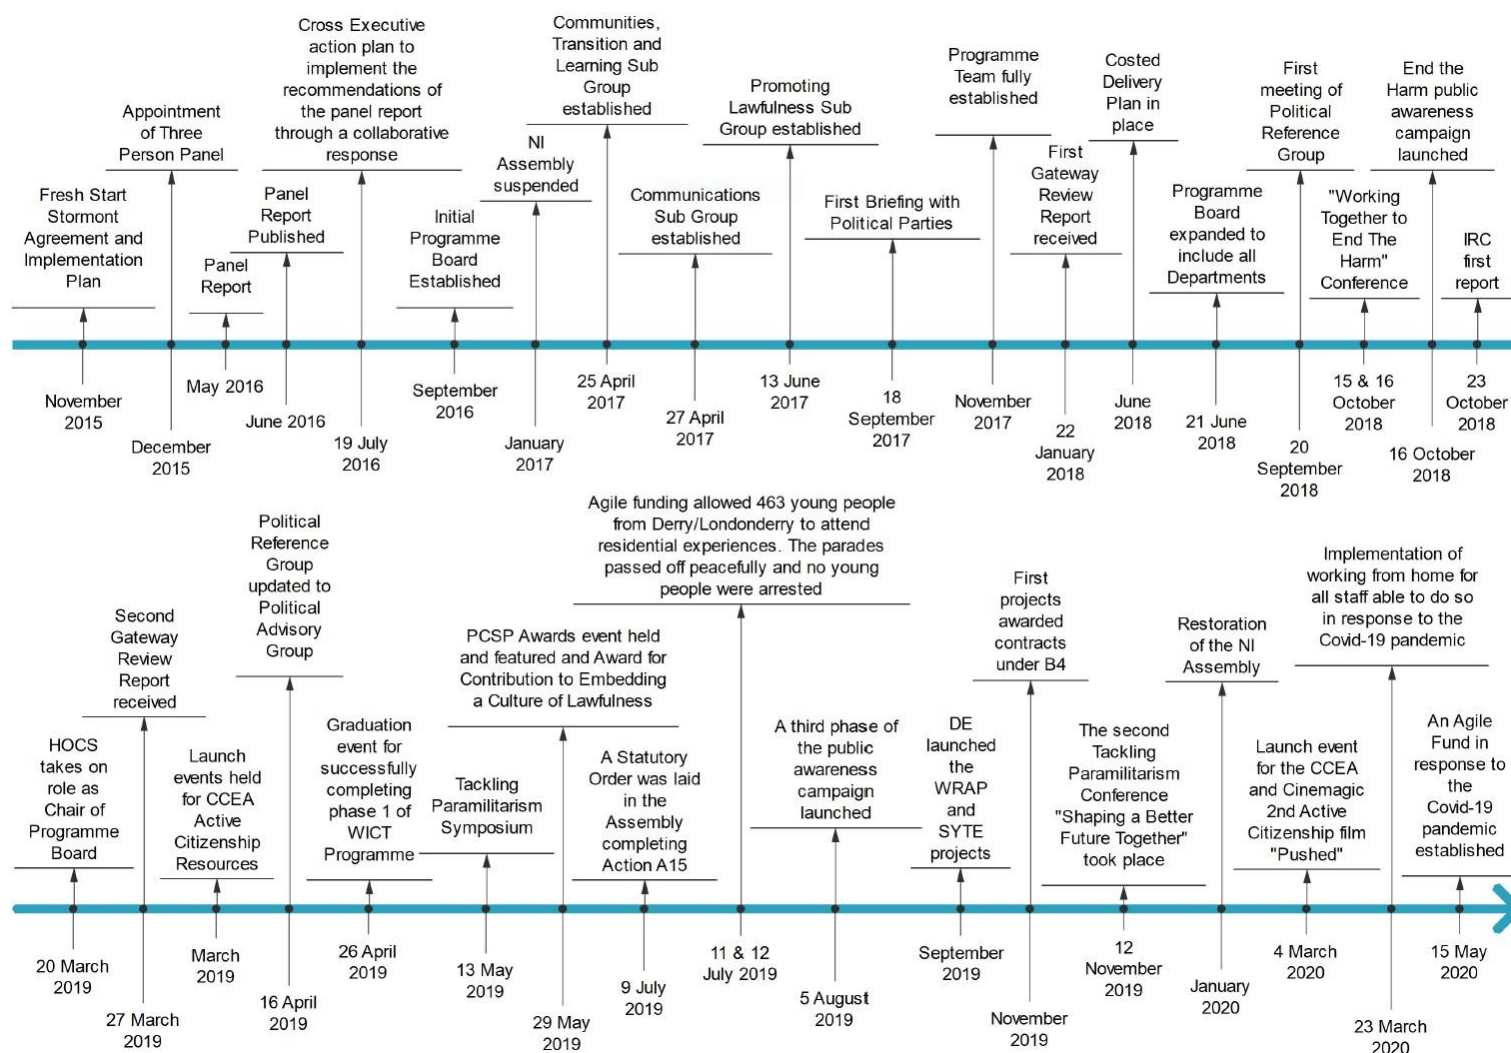 Fresh Start
Stormont
Agreement and
Implementation
Plan
November
2015
Appointment
of Three
Person Panel
December
2015
Panel
Report
May 2016
Panel
Report
Published
June 2016
Cross Executive
action plan to
implement the
recommendations of
the panel report
through a collaborative
response
19 July
2016
Initial
Programme
Board
Established
September
2016
NI
Assembly
suspended
January
2017
Communities,
Transition and
Learning Sub
Group
established
25 April
2017
Communications
Sub Group
established
27 April
2017
Promoting
Lawfulness Sub
Group established
13 June
2017
First Briefing with
Political Parties
18
September
2017
Programme
Team fully
established
November
2017
First
Gateway
Review
Report
received
22
January
2018
Costed
Delivery
Plan in
place
June
2018
Programme
Board
expanded to
include all
Departments
21 June
2018
First
meeting of
Political
Reference
Group
20
September
2018
"Working
Together to
End The
Harm"
Conference
15 & 16
October
2018
End the
Harm public
awareness
campaign
launched
16 October
2018
IRC
first
report
23
October
2018
HOCS
takes on
role as
Chair of
Programme
Board
20 March
2019
Second
Gateway
Review
Report
received
27 March
2019
Launch
events held
for CCEA
Active
Citizenship
Resources
March
2019
Political
Reference
Group
updated to
Political
Advisory
Group
16 April
2019
Graduation
event for
successfully
completing
phase 1 of
WICT
Programme
26 April
2019
Tackling
Paramilitarism
Symposium
13 May
2019
PCSP Awards event held
and featured and Award for
Contribution to Embedding
a Culture of Lawfulness
29 May
2019
A Statutory
Order was laid
in the
Assembly
completing
Action A15
9 July
2019
Agile funding allowed 463 young people
from Derry/Londonderry to attend
residential experiences. The parades
passed off peacefully and no young
people were arrested
11 & 12
July 2019
A third phase of
the public
awareness
campaign
launched
5 August
2019
DE
launched
the
WRAP
and
SYTE
projects
September
2019
First
projects
awarded
contracts
under B4
November
2019
The second
Tackling
Paramilitarism
Conference
"Shaping a Better
Future Together"
took place
12
November
2019
Restoration
of the NI
Assembly
January
2020
Launch event
for the CCEA
and Cinemagic
2nd Active
Citizenship film
"Pushed"
4 March
2020
Implementation of
working from home for
all staff able to do so
in response to the
Covid-19 pandemic
23 March
2020
An Agile
Fund in
response to
the
Covid-19
pandemic
established
15 May
2020